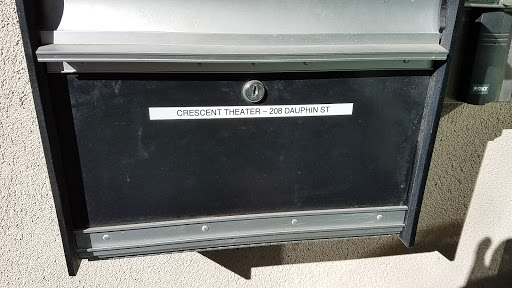 CRESCENT THEATER – 208 DAUPHIN ST